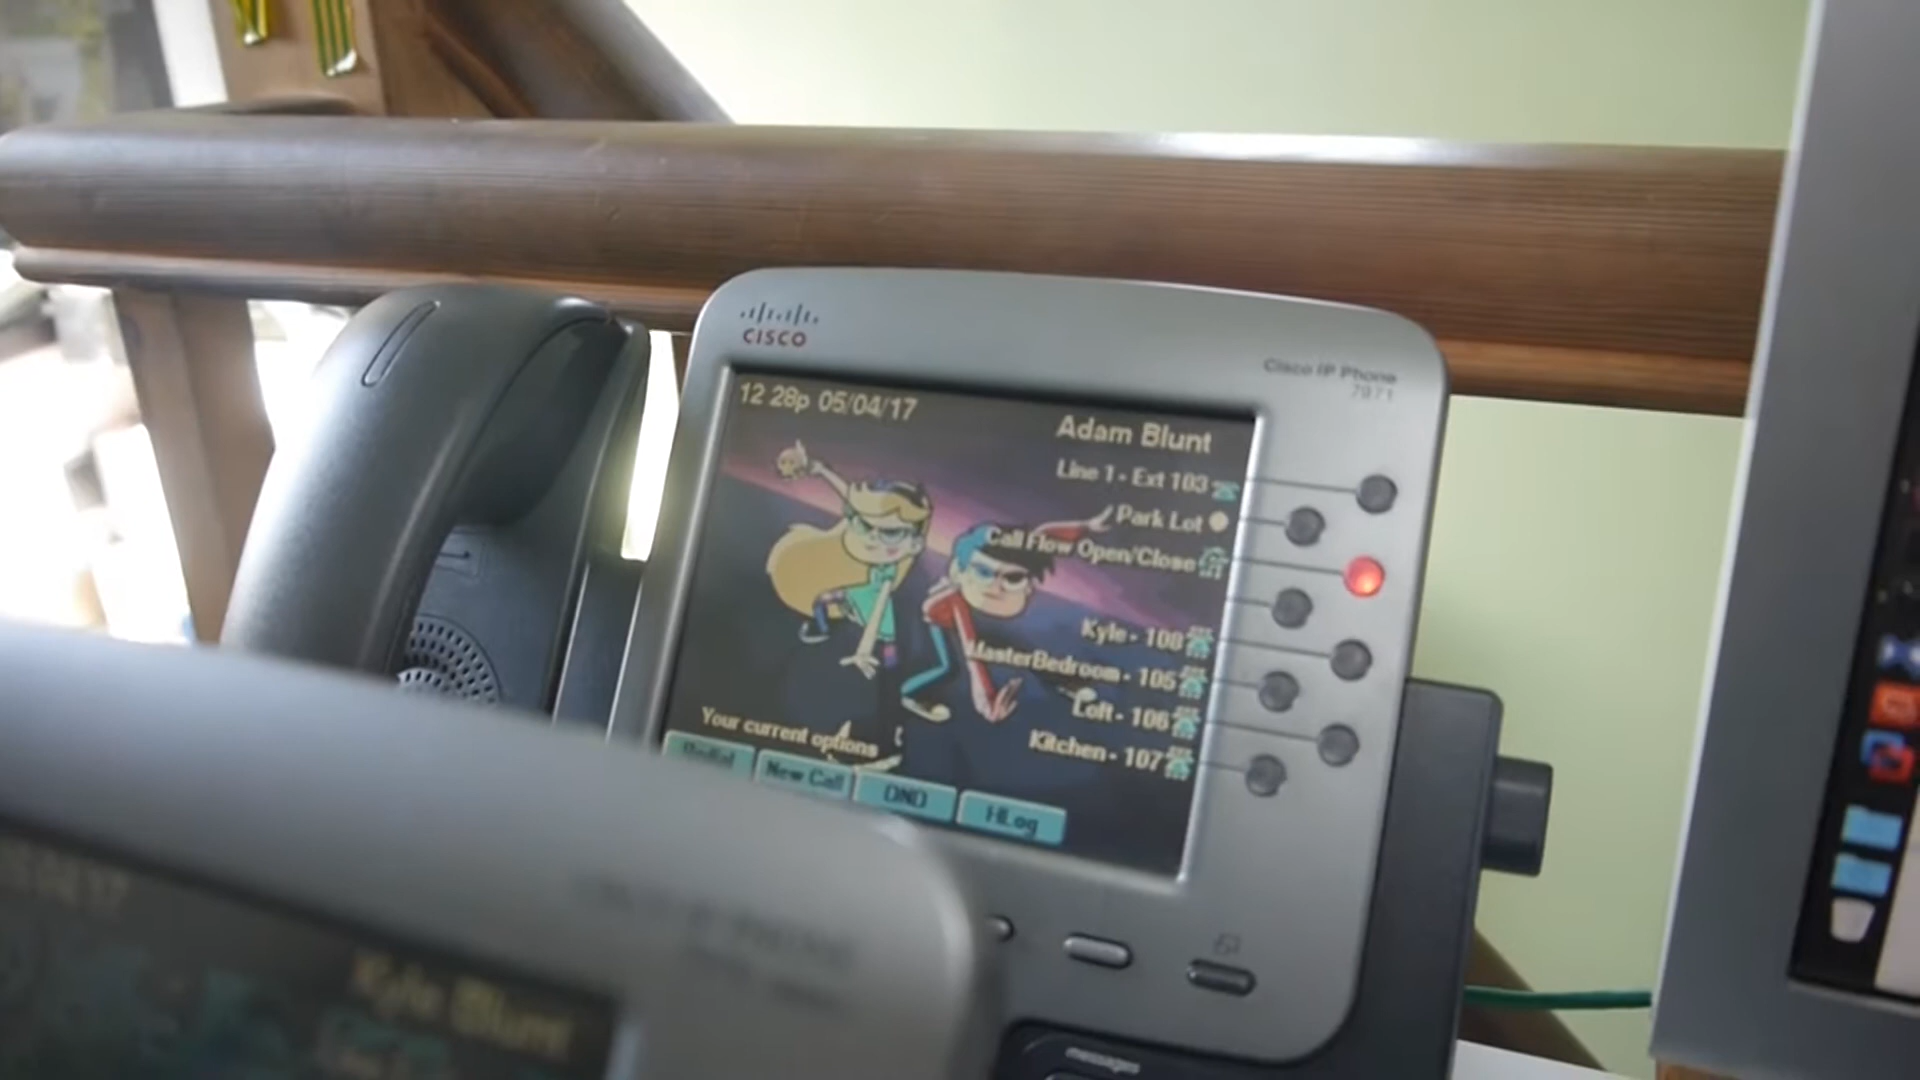 CISCO
Cisco IP Phone
7971
12 28p 05/04/17
Adam Blunt
Line 1 - Ext 103
Park Lot
Call Flow Open/Close
Kyle - 108
MasterBedroom - 105
Loft - 106
Kitchen - 107
Your current options
Redial
New Call
DND
HLog
messages
Kyle Blunt